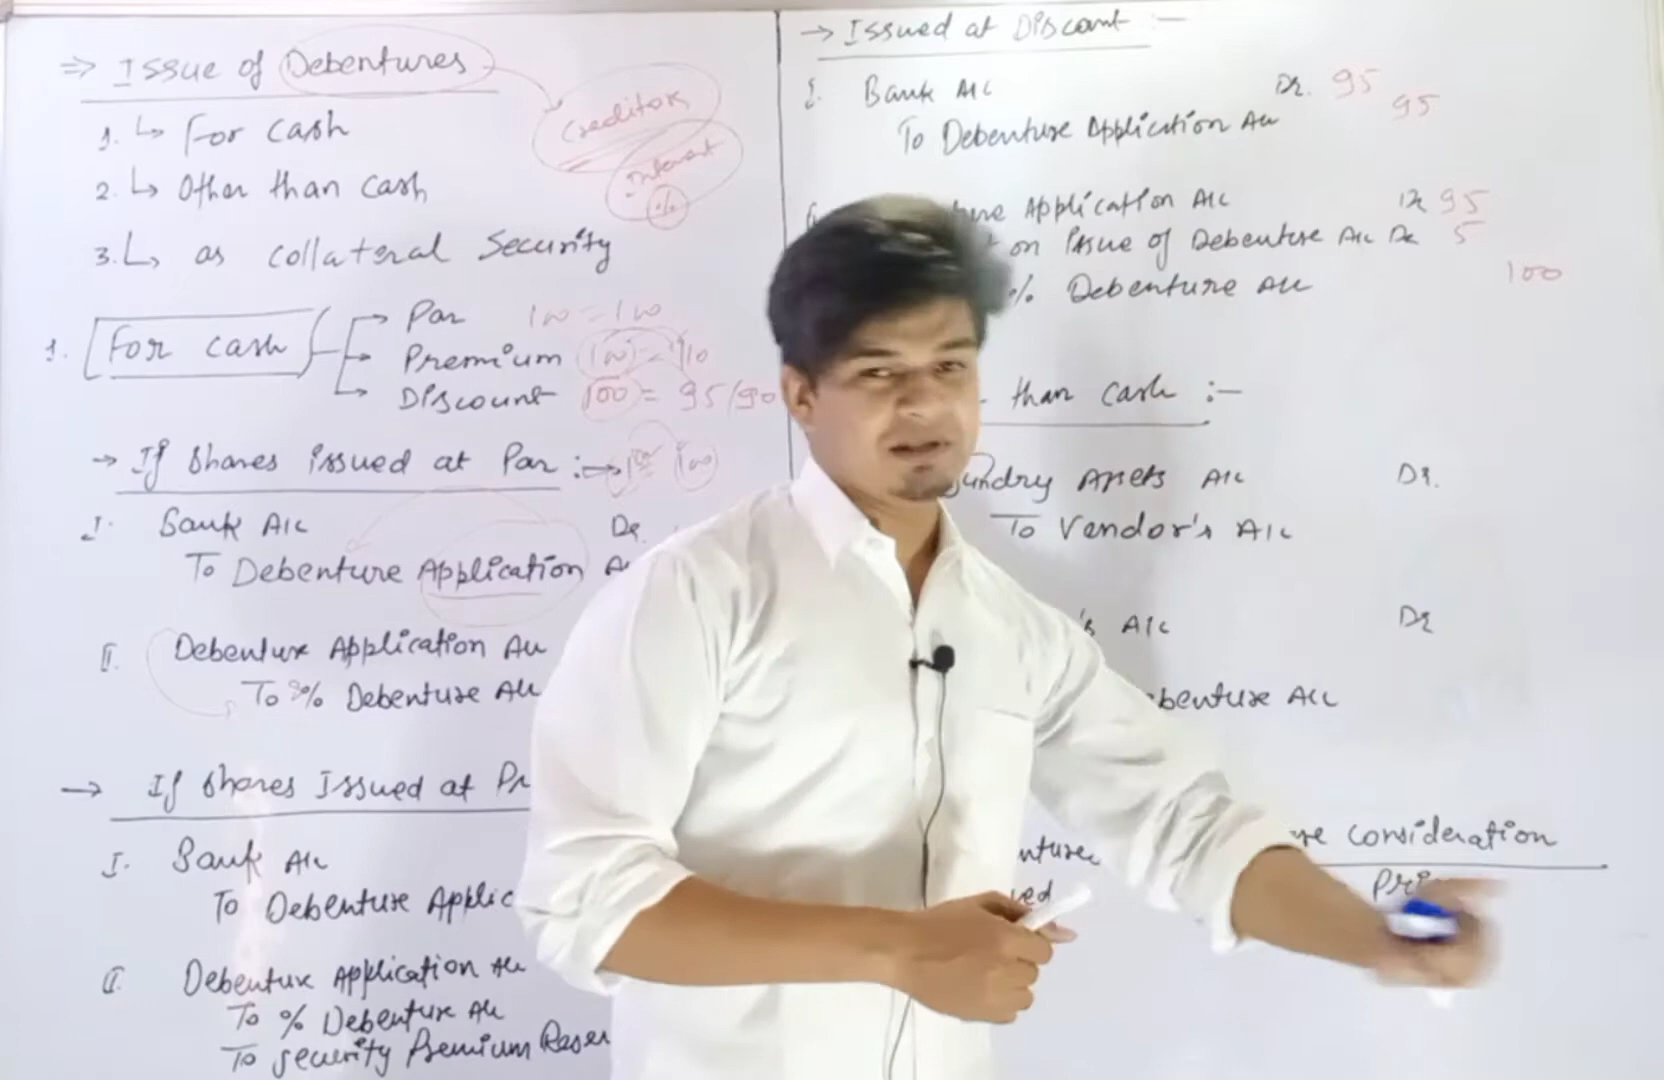 ⇒ Issue of Debentures
Creditors
Interest
%
1. ↳ For cash
2. ↳ Other than cash
3. ↳ as collateral Security
1. For cash
→ Par 100 = 100
→ Premium 100 = 110
→ Discount 100 = 95/90
→ If shares issued at Par :→ 100
I. Bank A/c Dr.
To Debenture Application
II. Debenture Application A/c
To % Debenture A/c
→ If shares Issued at
I. Bank A/c
To Debenture
II. Debenture Application A/c
To % Debenture A/c
To security Premium
→ Issued at Discount :-
I. Bank A/c Dr. 95
To Debenture Application A/c 95
Application A/c Dr 95
on Issue of Debenture A/c Dr 5
% Debenture A/c 100
than cash :-
Sundry Assets A/c Dr.
To Vendor's A/c
A/c Dr
A/c
consideration